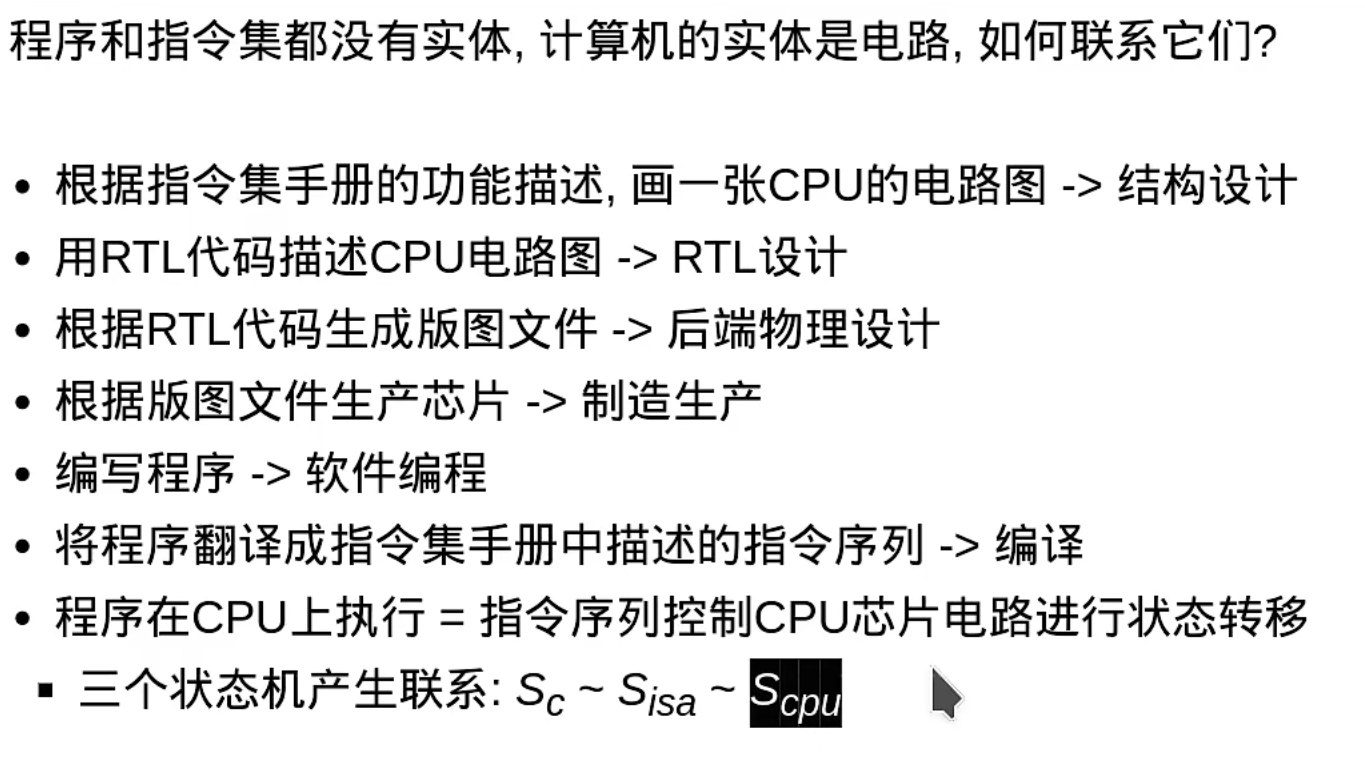 程序和指令集都没有实体, 计算机的实体是电路, 如何联系它们?
• 根据指令集手册的功能描述, 画一张CPU的电路图 -> 结构设计
• 用RTL代码描述CPU电路图 -> RTL设计
• 根据RTL代码生成版图文件 -> 后端物理设计
• 根据版图文件生产芯片 -> 制造生产
• 编写程序 -> 软件编程
• 将程序翻译成指令集手册中描述的指令序列 -> 编译
• 程序在CPU上执行 = 指令序列控制CPU芯片电路进行状态转移
▪ 三个状态机产生联系: S_c ~ S_isa ~ S_cpu